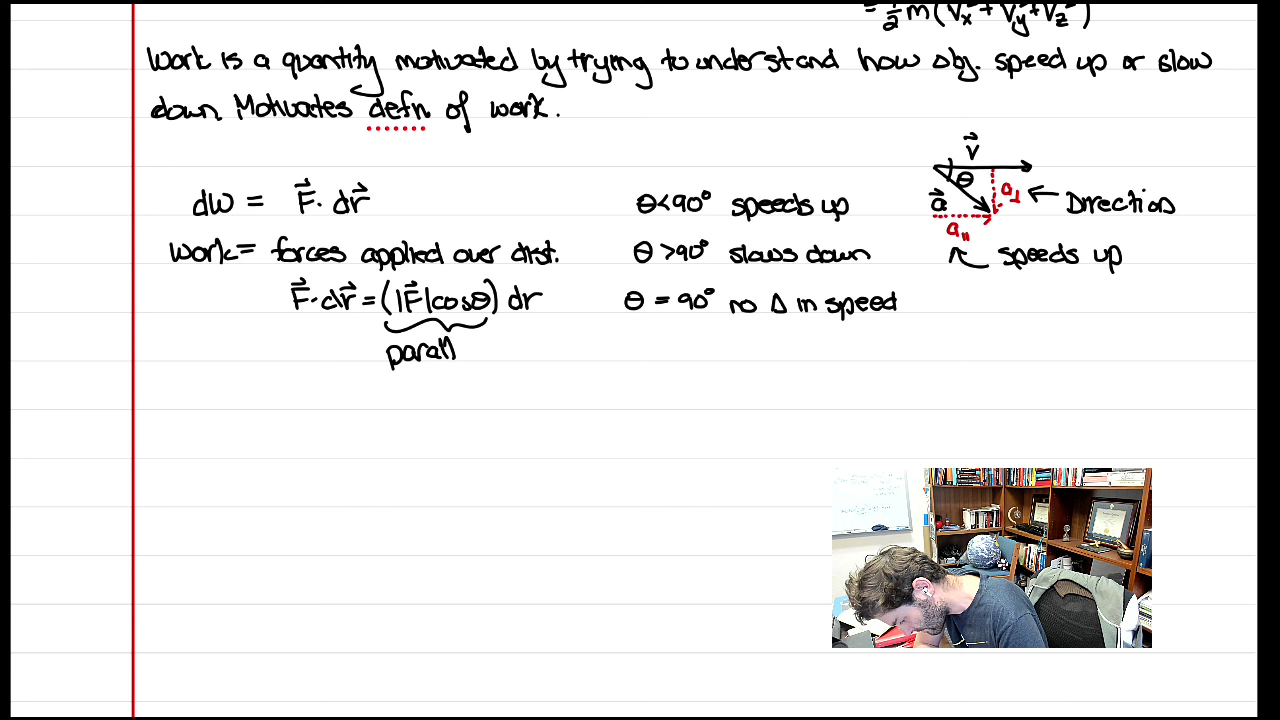 = 1/2 m (Vx² + Vy² + Vz²)
Work is a quantity motivated by trying to understand how obj. speed up or slow
down Motivates defn of work.
dW = F⃗ · dr⃗
Work = forces applied over dist.
F⃗ · dr⃗ = (|F⃗|cosθ) dr
parall
θ<90° speeds up
θ >90° slows down
θ = 90° no Δ in speed
v⃗
θ
a⃗
a⊥
Direction
a||
speeds up